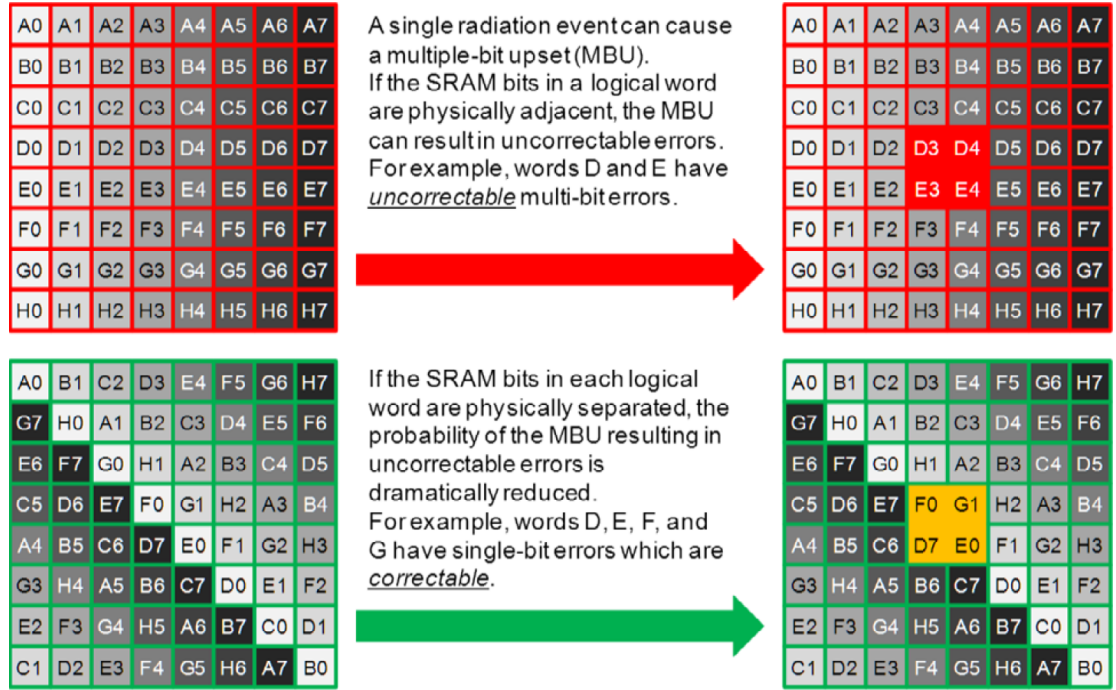 A0 A1 A2 A3 A4 A5 A6 A7
B0 B1 B2 B3 B4 B5 B6 B7
C0 C1 C2 C3 C4 C5 C6 C7
D0 D1 D2 D3 D4 D5 D6 D7
E0 E1 E2 E3 E4 E5 E6 E7
F0 F1 F2 F3 F4 F5 F6 F7
G0 G1 G2 G3 G4 G5 G6 G7
H0 H1 H2 H3 H4 H5 H6 H7
A single radiation event can cause
a multiple-bit upset (MBU).
If the SRAM bits in a logical word
are physically adjacent, the MBU
can result in uncorrectable errors.
For example, words D and E have
uncorrectable multi-bit errors.
A0 A1 A2 A3 A4 A5 A6 A7
B0 B1 B2 B3 B4 B5 B6 B7
C0 C1 C2 C3 C4 C5 C6 C7
D0 D1 D2 D3 D4 D5 D6 D7
E0 E1 E2 E3 E4 E5 E6 E7
F0 F1 F2 F3 F4 F5 F6 F7
G0 G1 G2 G3 G4 G5 G6 G7
H0 H1 H2 H3 H4 H5 H6 H7
A0 B1 C2 D3 E4 F5 G6 H7
G7 H0 A1 B2 C3 D4 E5 F6
E6 F7 G0 H1 A2 B3 C4 D5
C5 D6 E7 F0 G1 H2 A3 B4
A4 B5 C6 D7 E0 F1 G2 H3
G3 H4 A5 B6 C7 D0 E1 F2
E2 F3 G4 H5 A6 B7 C0 D1
C1 D2 E3 F4 G5 H6 A7 B0
If the SRAM bits in each logical
word are physically separated, the
probability of the MBU resulting in
uncorrectable errors is
dramatically reduced.
For example, words D, E, F, and
G have single-bit errors which are
correctable.
A0 B1 C2 D3 E4 F5 G6 H7
G7 H0 A1 B2 C3 D4 E5 F6
E6 F7 G0 H1 A2 B3 C4 D5
C5 D6 E7 F0 G1 H2 A3 B4
A4 B5 C6 D7 E0 F1 G2 H3
G3 H4 A5 B6 C7 D0 E1 F2
E2 F3 G4 H5 A6 B7 C0 D1
C1 D2 E3 F4 G5 H6 A7 B0